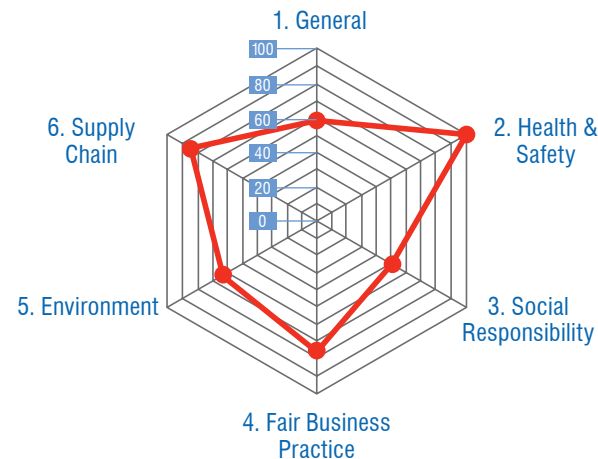 1. General
100
80
60
40
20
0
2. Health &
Safety
3. Social
Responsibility
4. Fair Business
Practice
5. Environment
6. Supply
Chain